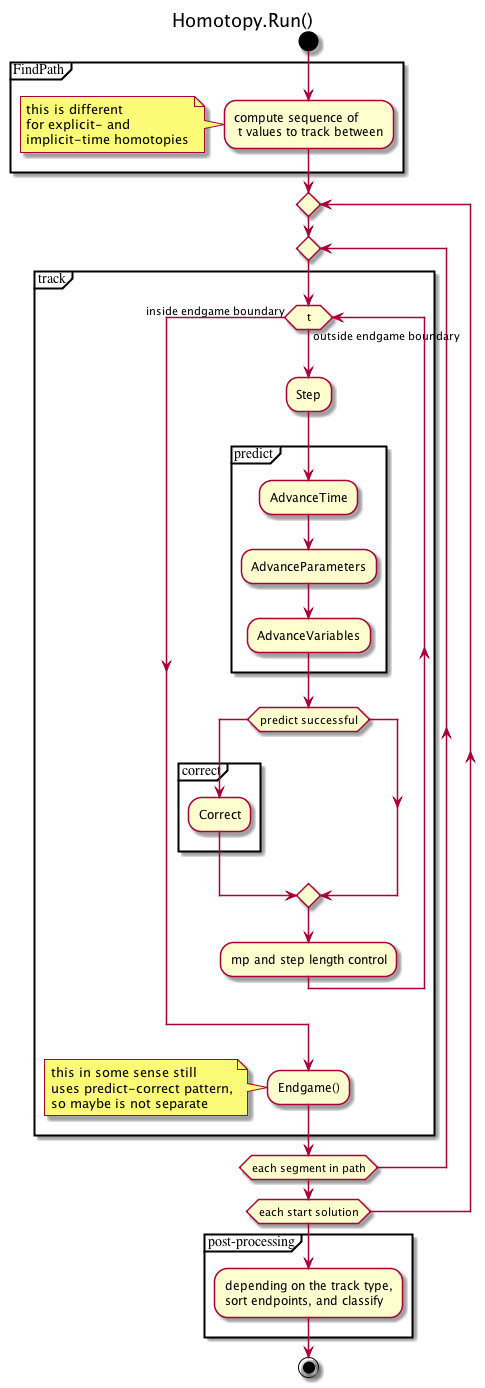 Homotopy.Run()
FindPath
this is different
for explicit- and
implicit-time homotopies
compute sequence of
t values to track between
track
inside endgame boundary
t
outside endgame boundary
Step
predict
AdvanceTime
AdvanceParameters
AdvanceVariables
predict successful
correct
Correct
mp and step length control
this in some sense still
uses predict-correct pattern,
so maybe is not separate
Endgame()
each segment in path
each start solution
post-processing
depending on the track type,
sort endpoints, and classify